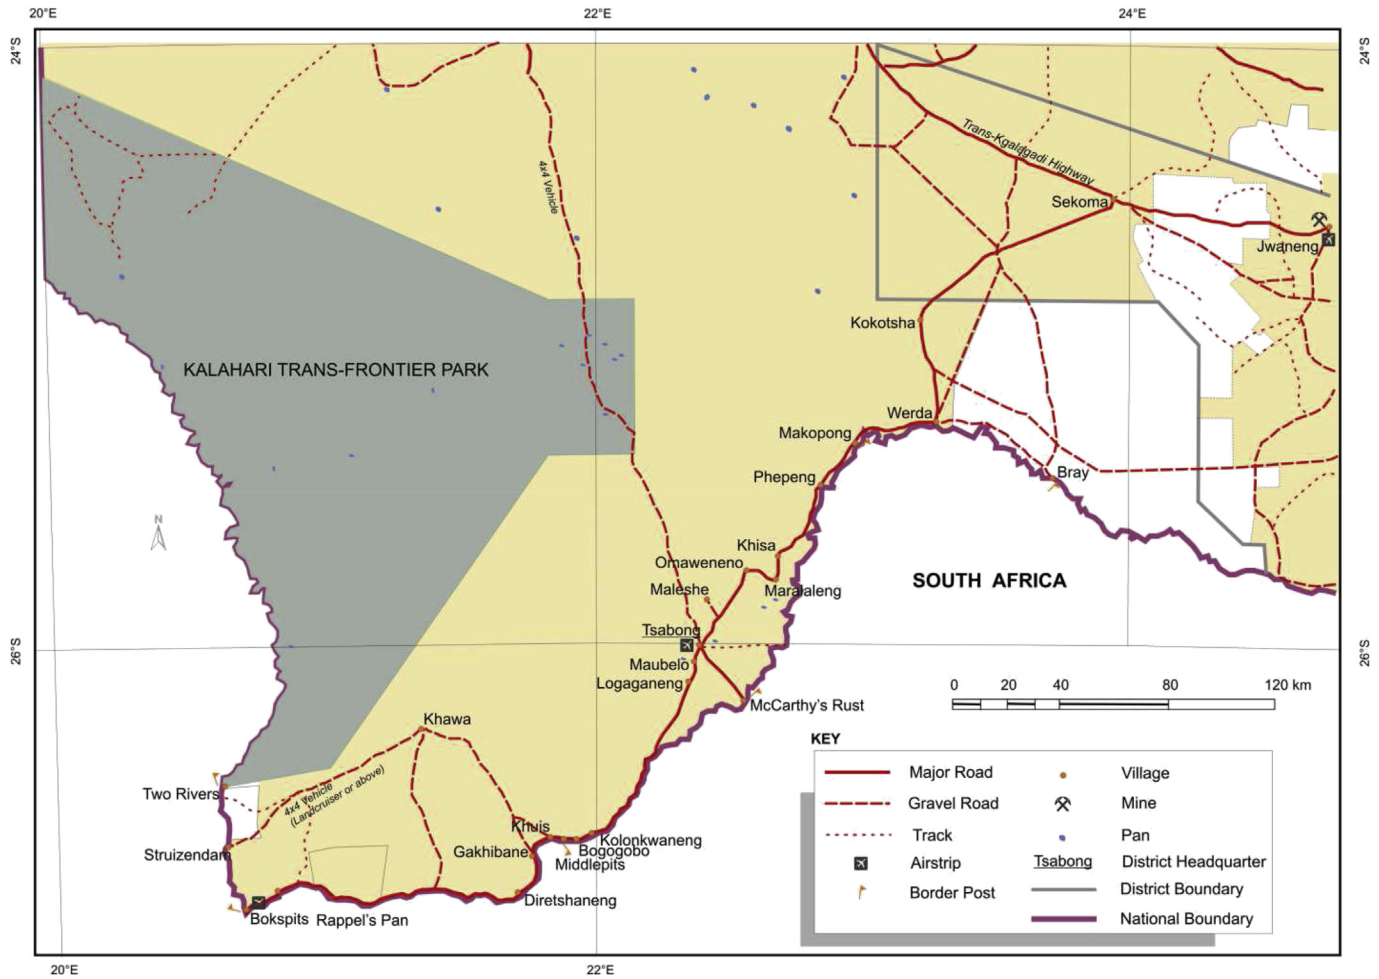 20°E
22°E
24°E
24°S
24°S
4x4 Vehicle
Trans-Kgalagadi Highway
Sekoma
Jwaneng
Kokotsha
KALAHARI TRANS-FRONTIER PARK
Werda
Makopong
Phepeng
Bray
N
Khisa
Omaweneno
Maleshe
Maralaleng
SOUTH AFRICA
Tsabong
26°S
26°S
Maubelo
Logaganeng
McCarthy's Rust
0 20 40 80 120 km
Khawa
Two Rivers
4x4 Vehicle
(Landcruiser or above)
Struizendam
Khuis
Kolonkwaneng
Gakhibane
Bogogobo
Middlepits
Diretshaneng
Bokspits
Rappel's Pan
KEY
Major Road
Village
Gravel Road
Mine
Track
Pan
Airstrip
Tsabong
District Headquarter
Border Post
District Boundary
National Boundary
20°E
22°E